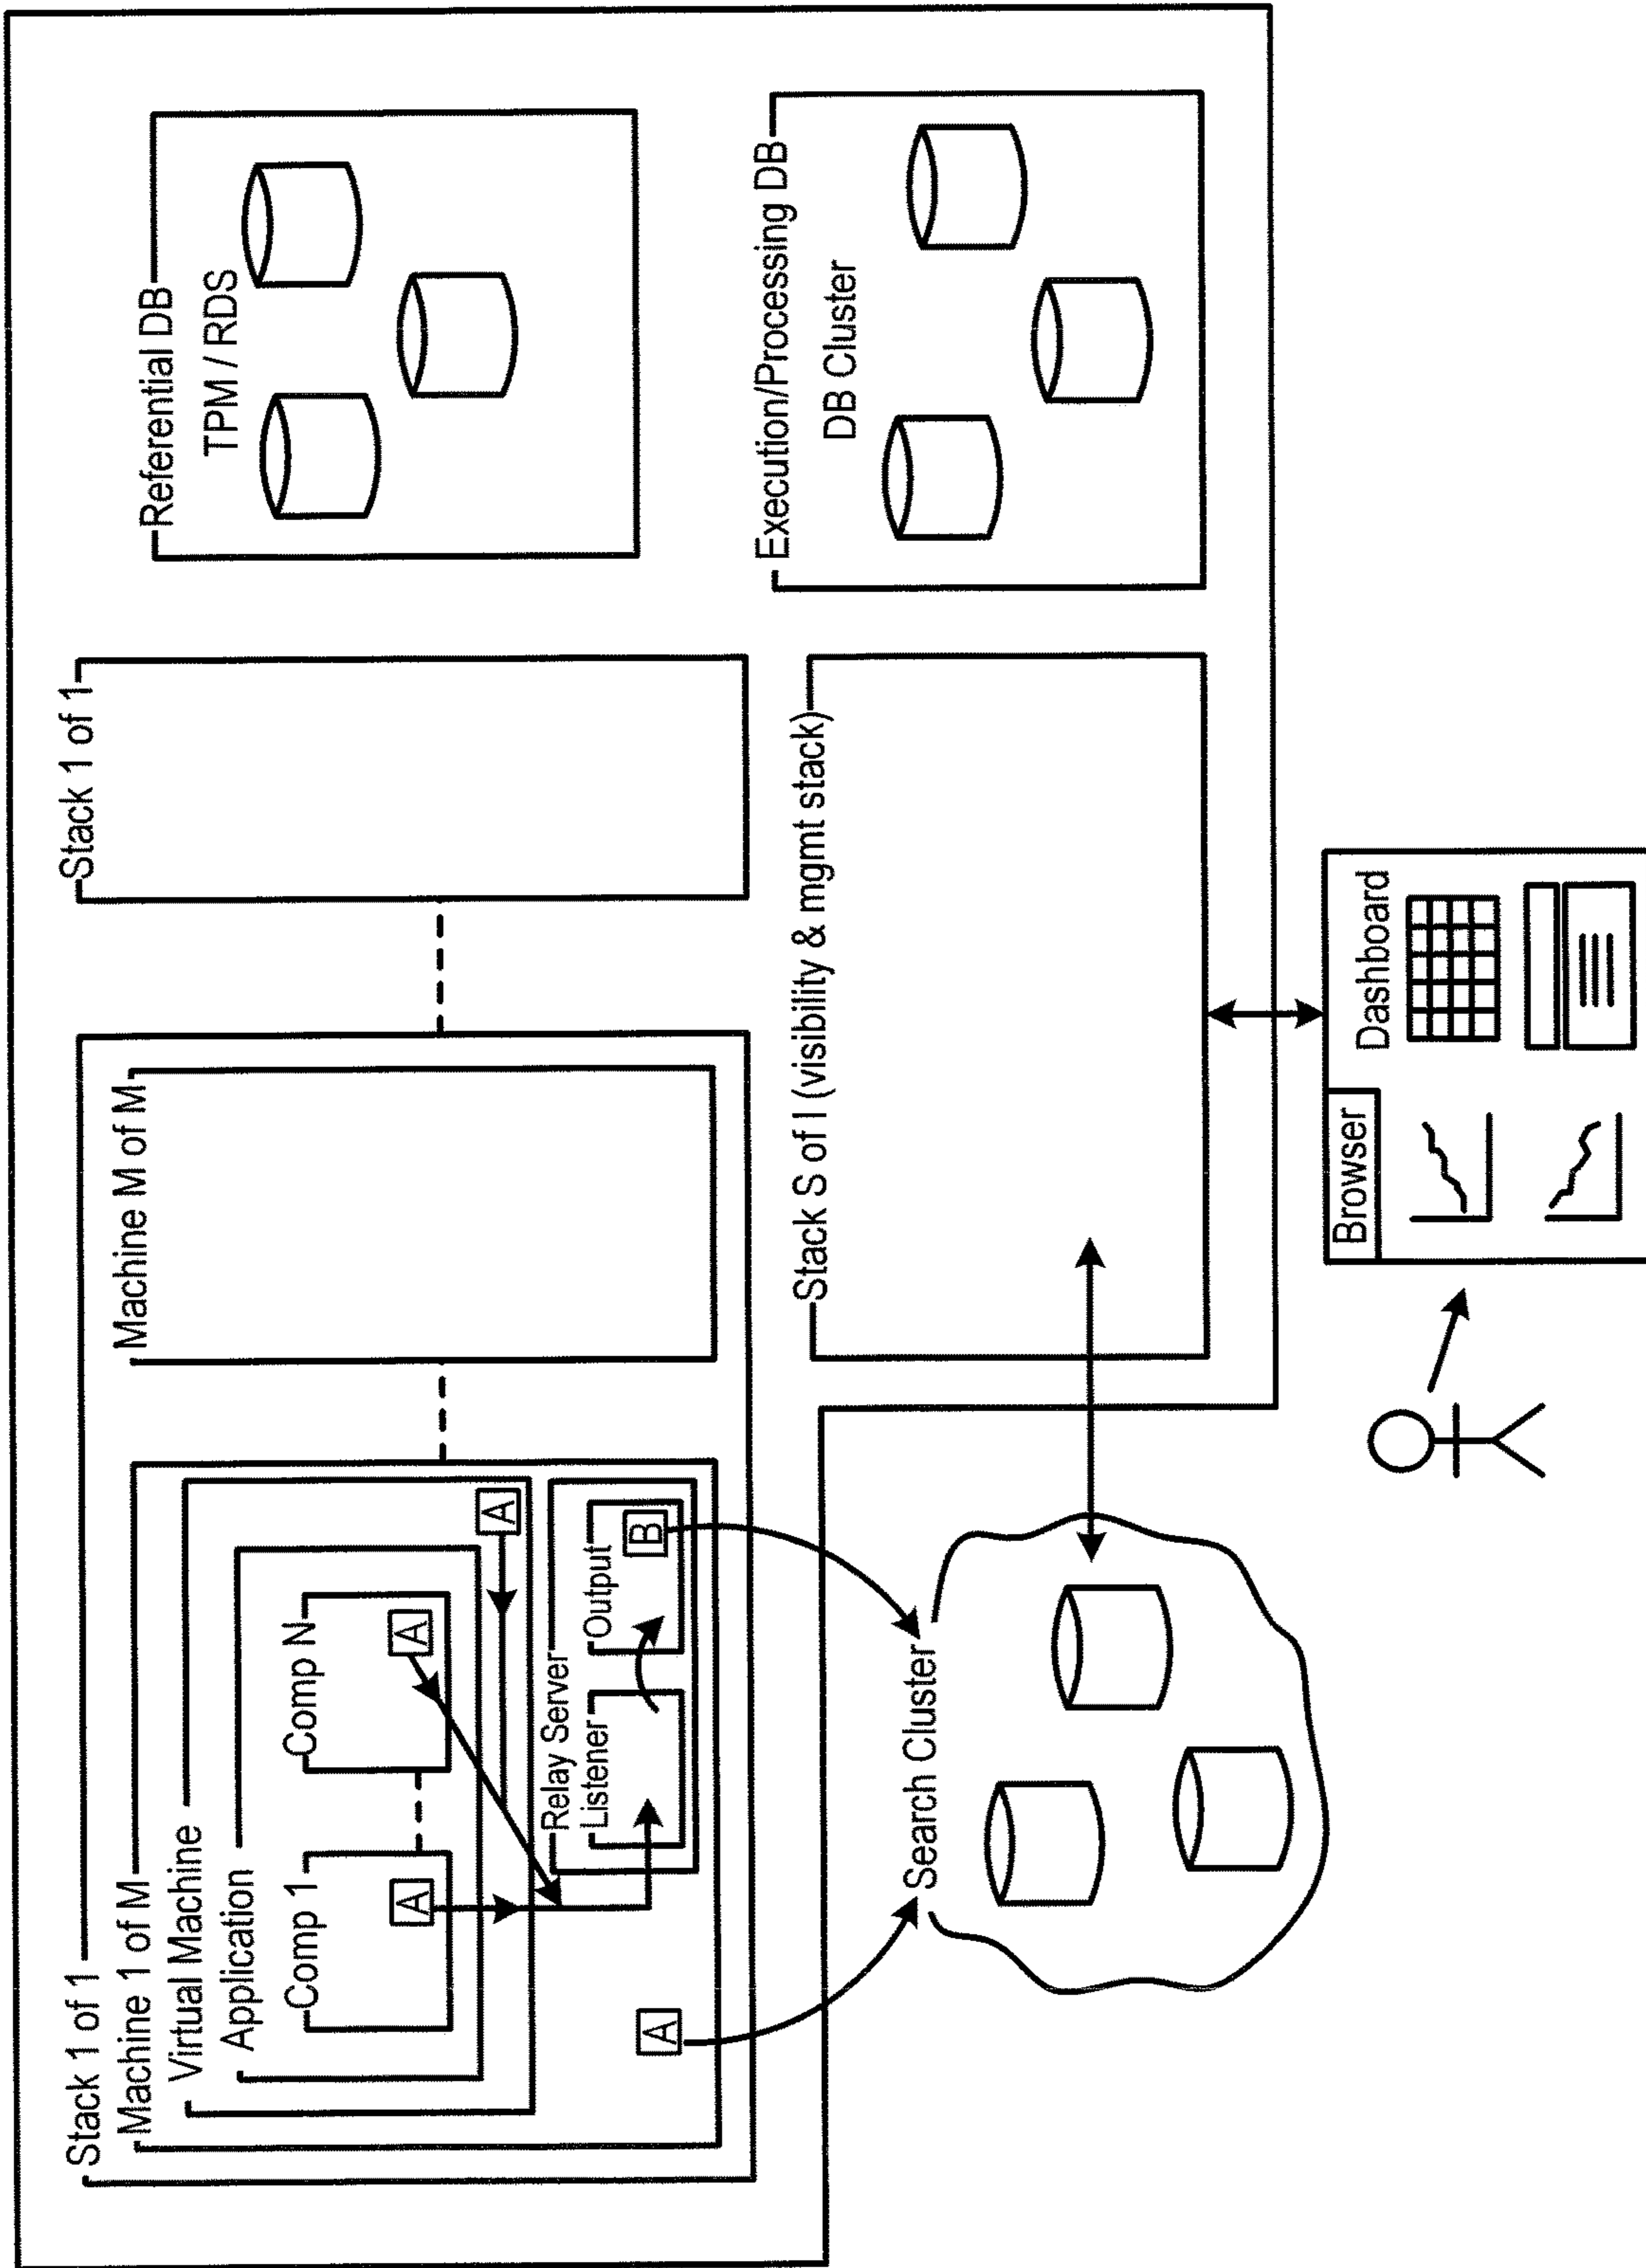 Stack 1 of 1
Machine 1 of M
Virtual Machine
Application
Comp 1
A
Comp N
A
A
Relay Server
Listener
Output
B
A
Machine M of M
Stack 1 of 1
Referential DB
TPM / RDS
Stack S of I (visibility & mgmt stack)
Execution/Processing DB
DB Cluster
Search Cluster
Browser
Dashboard